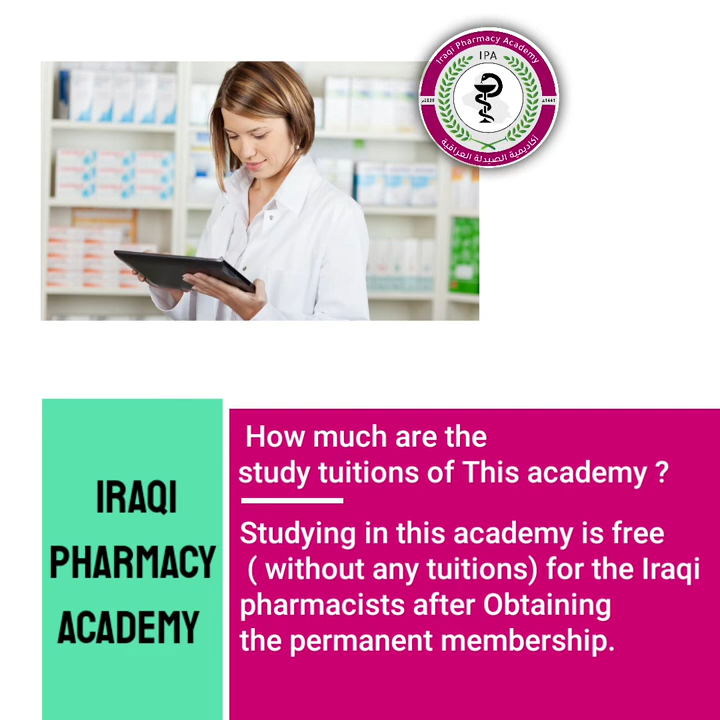 Iraqi Pharmacy Academy
IPA
أكاديمية الصيدلة العراقية
IRAQI
PHARMACY
ACADEMY
How much are the
study tuitions of This academy ?
Studying in this academy is free
( without any tuitions) for the Iraqi
pharmacists after Obtaining
the permanent membership.